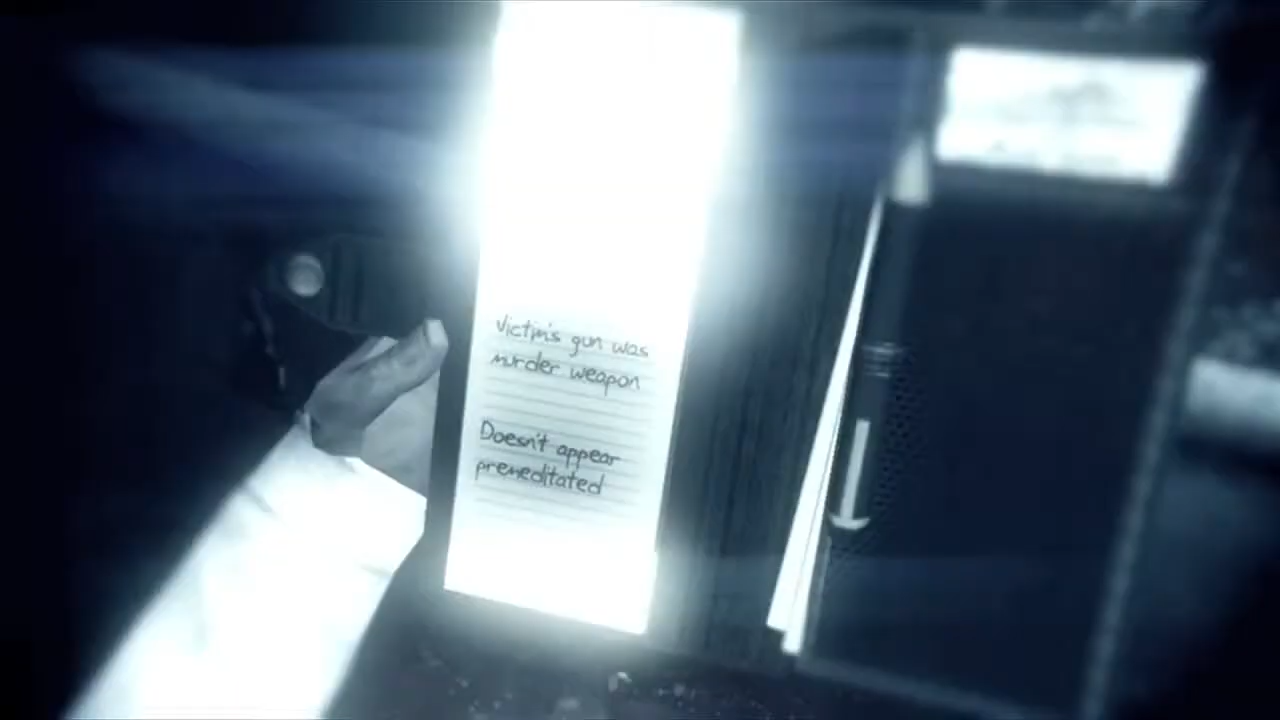 Victim's gun was
murder weapon
Doesn't appear
premeditated